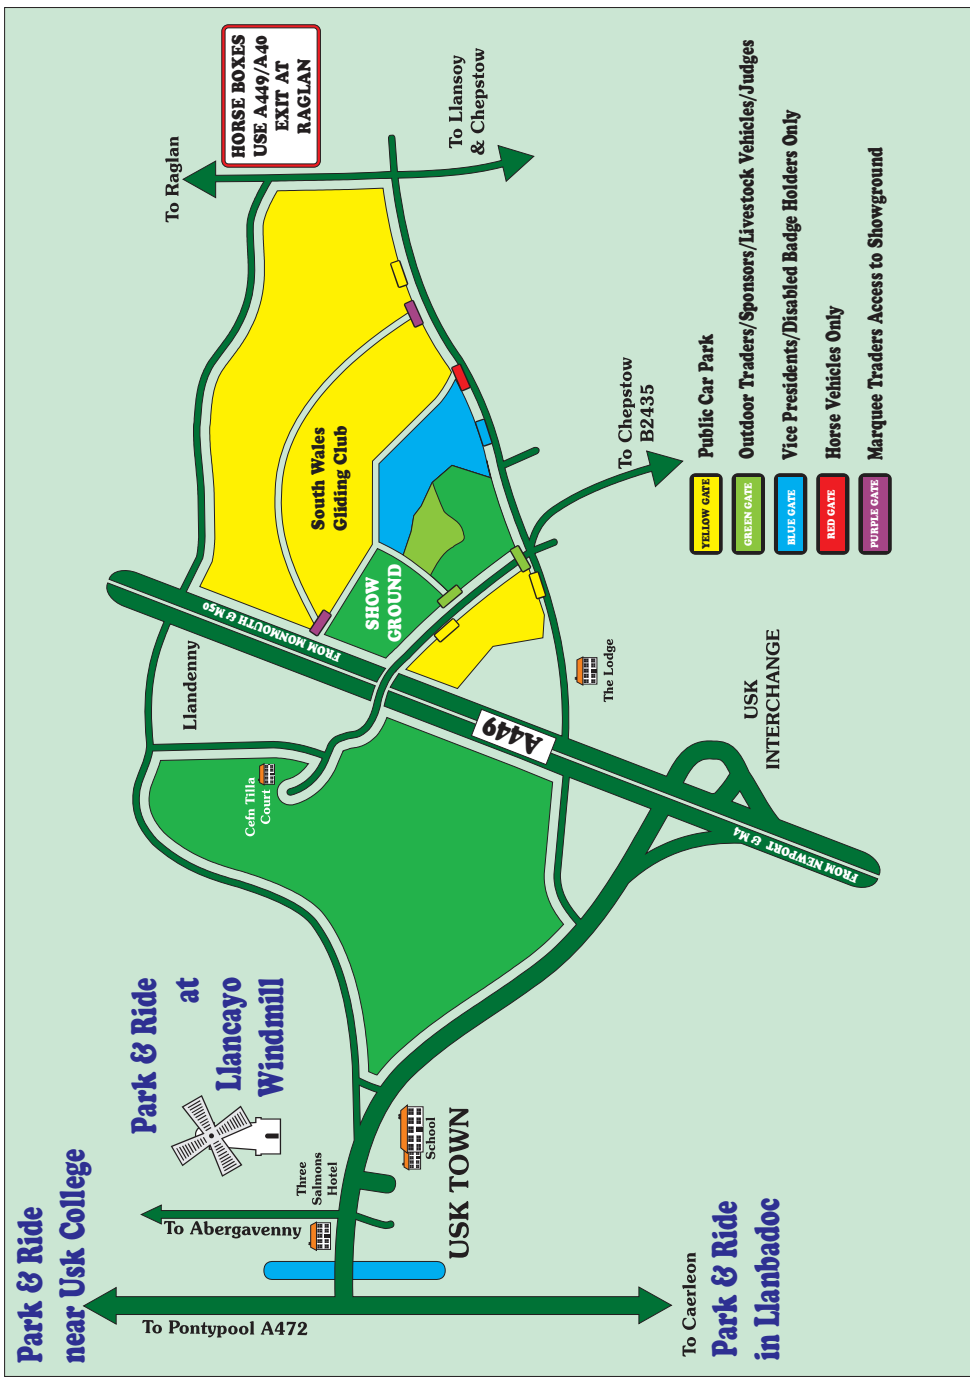 Park & Ride
near Usk College
To Pontypool A472
To Abergavenny
Park & Ride
at
Llancayo
Windmill
Three
Salmons
Hotel
School
USK TOWN
To Caerleon
Park & Ride
in Llanbadoc
Cefn Tilla
Court
Llandenny
FROM MONMOUTH & M50
A449
FROM NEWPORT & M4
USK
INTERCHANGE
The Lodge
SHOW
GROUND
South Wales
Gliding Club
To Raglan
HORSE BOXES
USE A449/A40
EXIT AT
RAGLAN
To Llansoy
& Chepstow
To Chepstow
B2435
YELLOW GATE Public Car Park
GREEN GATE Outdoor Traders/Sponsors/Livestock Vehicles/Judges
BLUE GATE Vice Presidents/Disabled Badge Holders Only
RED GATE Horse Vehicles Only
PURPLE GATE Marquee Traders Access to Showground